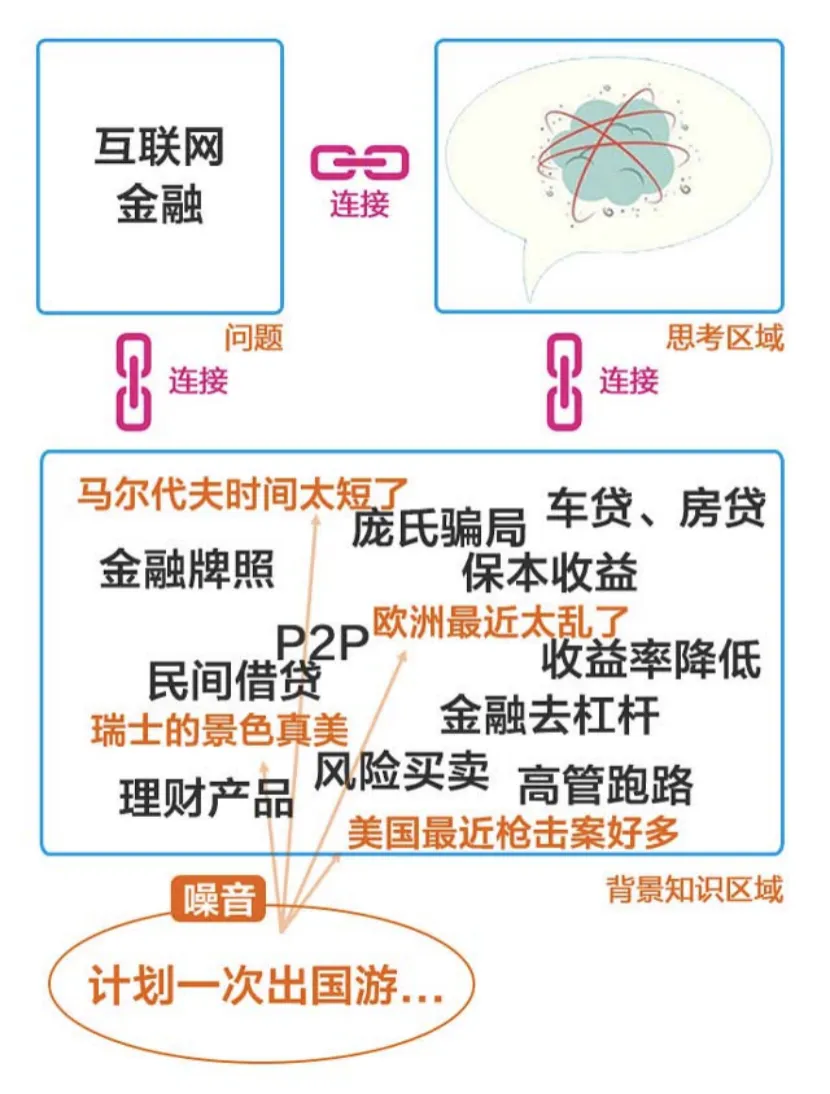 互联网
金融
连接
问题
思考区域
连接
连接
马尔代夫时间太短了
车贷、房贷
庞氏骗局
金融牌照
保本收益
欧洲最近太乱了
P2P
收益率降低
民间借贷
金融去杠杆
瑞士的景色真美
风险买卖
高管跑路
理财产品
美国最近枪击案好多
背景知识区域
噪音
计划一次出国游...